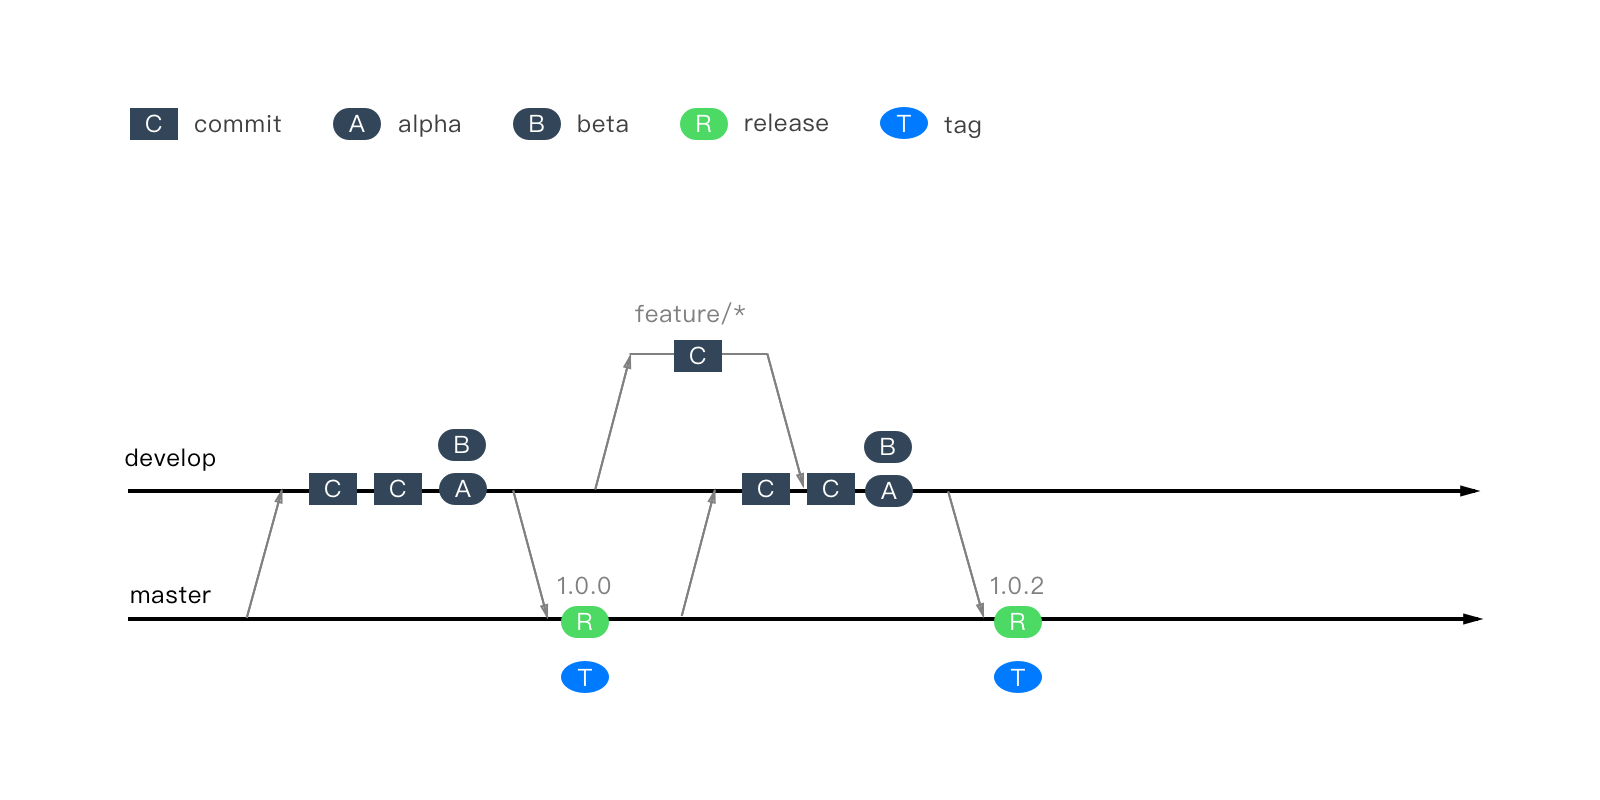 C commit A alpha B beta R release T tag
feature/*
C
B B
develop
C C A C C A
1.0.0 1.0.2
master
R R
T T